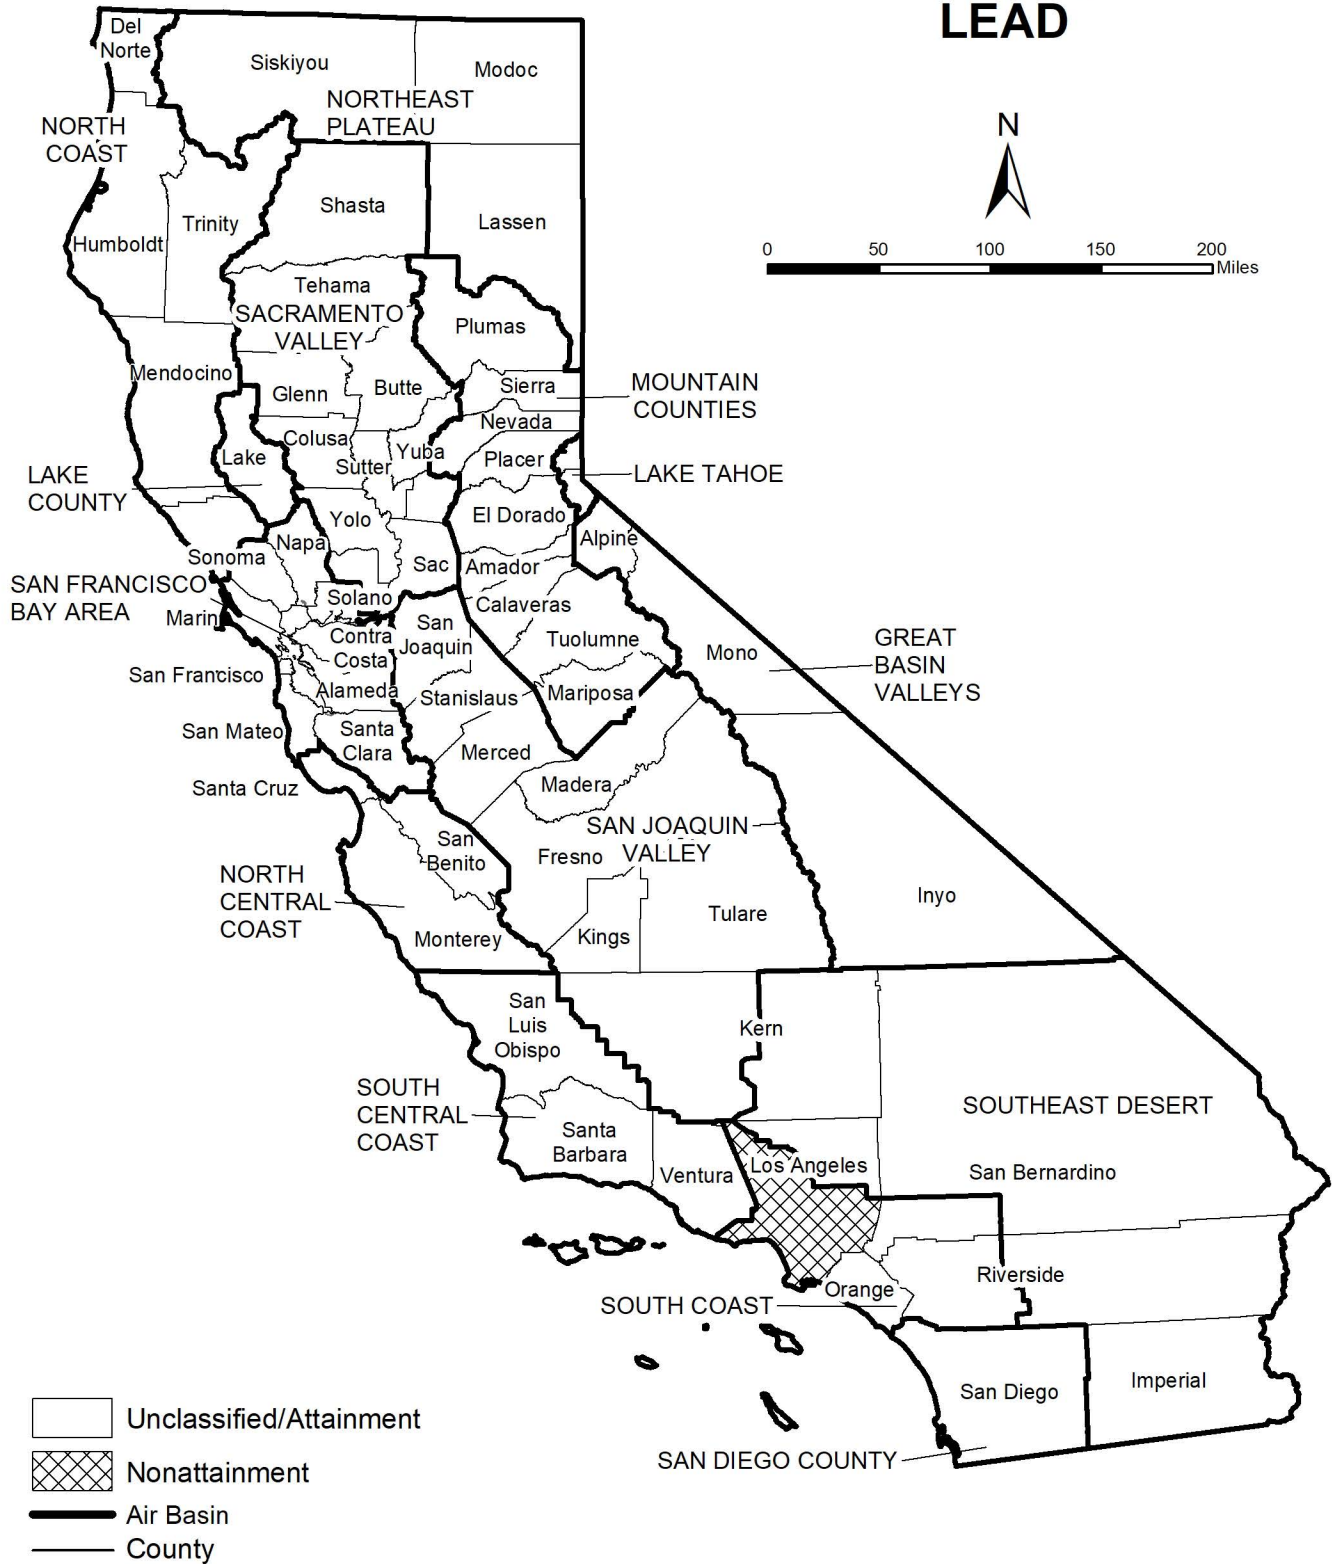 LEAD
N
0 50 100 150 200
Miles
Del
Norte
Siskiyou
Modoc
NORTHEAST
PLATEAU
NORTH
COAST
Shasta
Trinity
Lassen
Humboldt
Tehama
SACRAMENTO
VALLEY
Plumas
Mendocino
Glenn
Butte
Sierra
MOUNTAIN
COUNTIES
Nevada
Colusa
Yuba
Lake
Sutter
Placer
LAKE TAHOE
LAKE
COUNTY
Yolo
El Dorado
Napa
Alpine
Sonoma
Sac
Amador
SAN FRANCISCO
BAY AREA
Solano
Calaveras
Marin
Contra
Costa
San
Joaquin
Tuolumne
Mono
GREAT
BASIN
VALLEYS
San Francisco
Alameda
Stanislaus
Mariposa
San Mateo
Santa
Clara
Merced
Santa Cruz
Madera
SAN JOAQUIN
VALLEY
San
Benito
Fresno
NORTH
CENTRAL
COAST
Inyo
Tulare
Monterey
Kings
San
Luis
Obispo
Kern
SOUTH
CENTRAL
COAST
SOUTHEAST DESERT
Santa
Barbara
Ventura
Los Angeles
San Bernardino
Riverside
Orange
SOUTH COAST
San Diego
Imperial
SAN DIEGO COUNTY
Unclassified/Attainment
Nonattainment
Air Basin
County